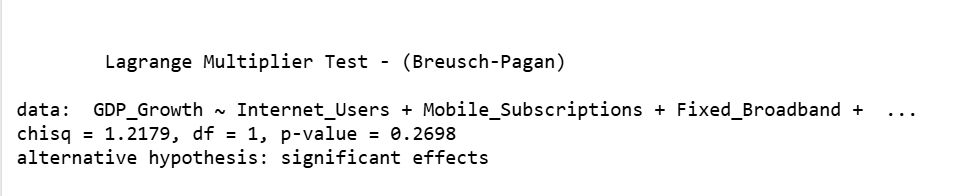 Lagrange Multiplier Test - (Breusch-Pagan)
data:  GDP_Growth ~ Internet_Users + Mobile_Subscriptions + Fixed_Broadband +  ...
chisq = 1.2179, df = 1, p-value = 0.2698
alternative hypothesis: significant effects